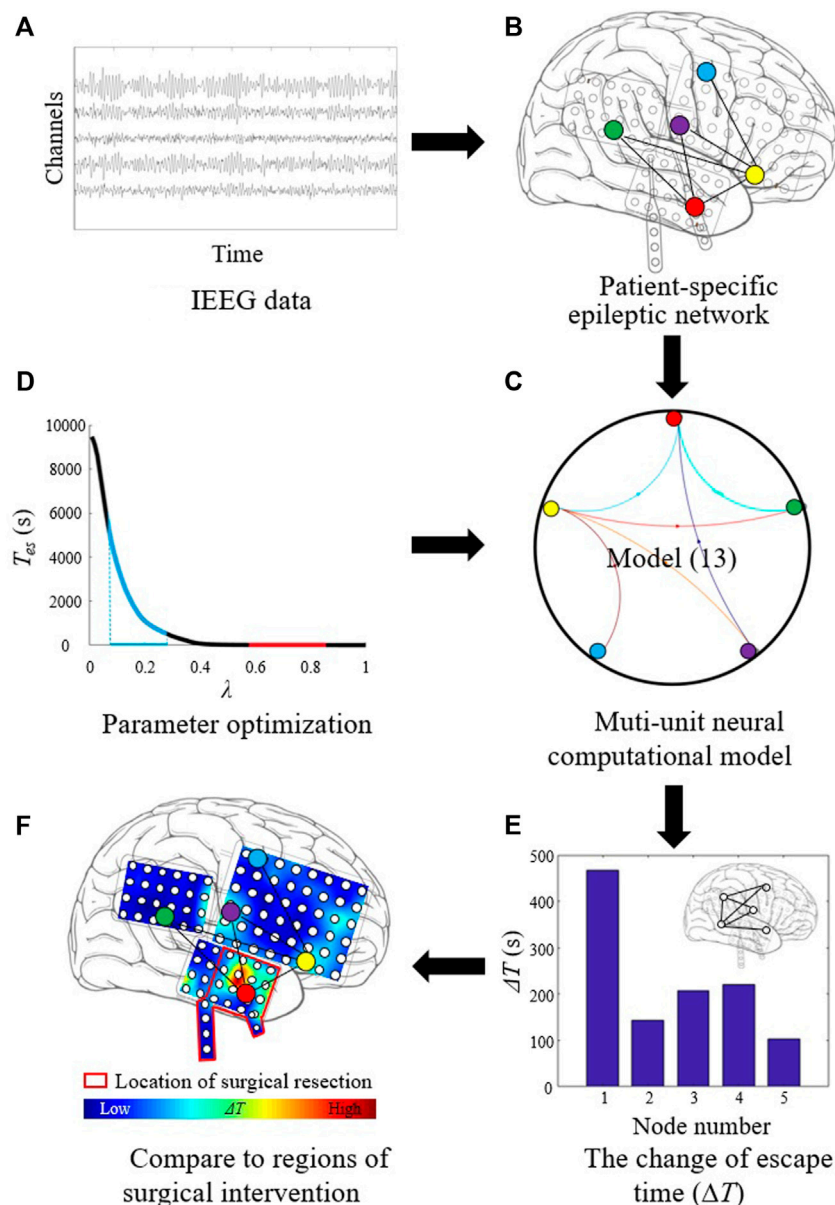 A
Channels
Time
IEEG data
B
Patient-specific
epileptic network
D
10000
8000
6000
4000
2000
0
T_es (s)
0 0.2 0.4 0.6 0.8 1
λ
Parameter optimization
C
Model (13)
Muti-unit neural
computational model
F
Location of surgical resection
Low ΔT High
Compare to regions of
surgical intervention
E
500
400
300
200
100
0
ΔT (s)
1 2 3 4 5
Node number
The change of escape
time (ΔT)